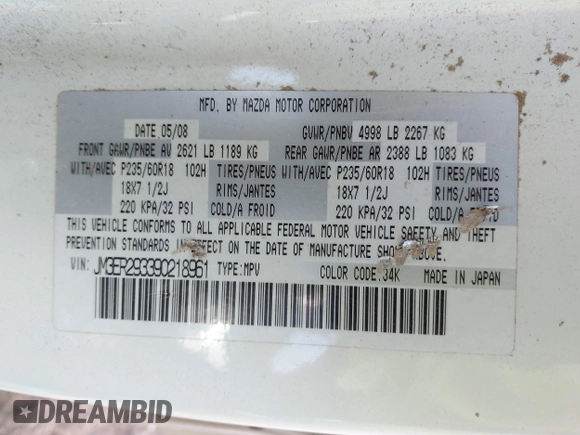 MFD. BY MAZDA MOTOR CORPORATION
DATE 05/08 GVWR/PNBV 4998 LB 2267 KG
FRONT GAWR/PNBE AV 2621 LB 1189 KG REAR GAWR/PNBE AR 2388 LB 1083 KG
WITH/AVEC P235/60R18 102H TIRES/PNEUS WITH/AVEC P235/60R18 102H TIRES/PNEUS
18X7 1/2J RIMS/JANTES 18X7 1/2J RIMS/JANTES
220 KPA/32 PSI COLD/A FROID 220 KPA/32 PSI COLD/A FROID
THIS VEHICLE CONFORMS TO ALL APPLICABLE FEDERAL MOTOR VEHICLE SAFETY, AND THEFT
PREVENTION STANDARDS IN EFFECT ON THE DATE OF MANUFACTURE SHOWN ABOVE.
VIN: JM3ER293390218961 TYPE:MPV COLOR CODE:34K MADE IN JAPAN
DREAMBID